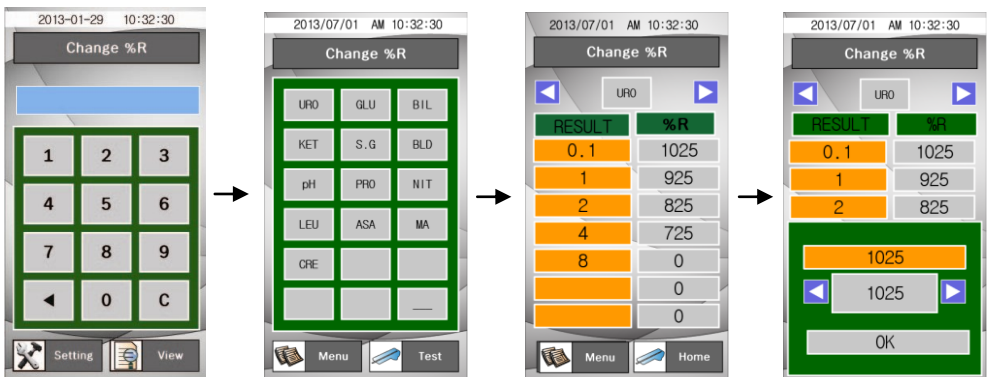 2013-01-29 10:32:30
Change %R
1 2 3
4 5 6
7 8 9
◀ 0 C
Setting View
2013/07/01 AM 10:32:30
Change %R
URO GLU BIL
KET S.G BLD
pH PRO NIT
LEU ASA MA
CRE
__
Menu Test
2013/07/01 AM 10:32:30
Change %R
URO
RESULT %R
0.1 1025
1 925
2 825
4 725
8 0
0
0
Menu Home
2013/07/01 AM 10:32:30
Change %R
URO
RESULT %R
0.1 1025
1 925
2 825
1025
1025
OK